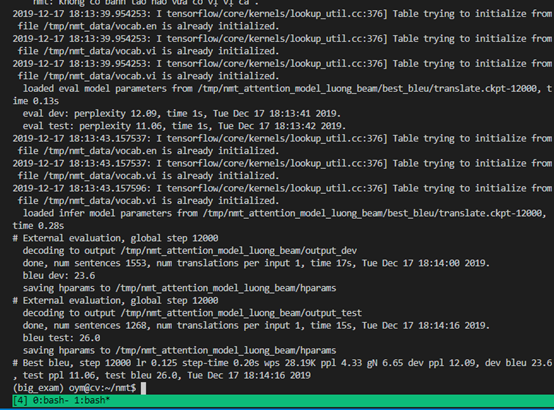 nmt: Không có bánh táo nào vừa có vị vị cả .
2019-12-17 18:13:39.954253: I tensorflow/core/kernels/lookup_util.cc:376] Table trying to initialize from
file /tmp/nmt_data/vocab.en is already initialized.
2019-12-17 18:13:39.954253: I tensorflow/core/kernels/lookup_util.cc:376] Table trying to initialize from
file /tmp/nmt_data/vocab.vi is already initialized.
2019-12-17 18:13:39.954253: I tensorflow/core/kernels/lookup_util.cc:376] Table trying to initialize from
file /tmp/nmt_data/vocab.vi is already initialized.
loaded eval model parameters from /tmp/nmt_attention_model_luong_beam/best_bleu/translate.ckpt-12000, t
ime 0.13s
eval dev: perplexity 12.09, time 1s, Tue Dec 17 18:13:41 2019.
eval test: perplexity 11.06, time 1s, Tue Dec 17 18:13:42 2019.
2019-12-17 18:13:43.157537: I tensorflow/core/kernels/lookup_util.cc:376] Table trying to initialize from
file /tmp/nmt_data/vocab.vi is already initialized.
2019-12-17 18:13:43.157537: I tensorflow/core/kernels/lookup_util.cc:376] Table trying to initialize from
file /tmp/nmt_data/vocab.en is already initialized.
2019-12-17 18:13:43.157596: I tensorflow/core/kernels/lookup_util.cc:376] Table trying to initialize from
file /tmp/nmt_data/vocab.vi is already initialized.
loaded infer model parameters from /tmp/nmt_attention_model_luong_beam/best_bleu/translate.ckpt-12000,
time 0.28s
# External evaluation, global step 12000
decoding to output /tmp/nmt_attention_model_luong_beam/output_dev
done, num sentences 1553, num translations per input 1, time 17s, Tue Dec 17 18:14:00 2019.
bleu dev: 23.6
saving hparams to /tmp/nmt_attention_model_luong_beam/hparams
# External evaluation, global step 12000
decoding to output /tmp/nmt_attention_model_luong_beam/output_test
done, num sentences 1268, num translations per input 1, time 15s, Tue Dec 17 18:14:16 2019.
bleu test: 26.0
saving hparams to /tmp/nmt_attention_model_luong_beam/hparams
# Best bleu, step 12000 lr 0.125 step-time 0.20s wps 28.19K ppl 4.33 gN 6.65 dev ppl 12.09, dev bleu 23.6
, test ppl 11.06, test bleu 26.0, Tue Dec 17 18:14:16 2019
(big_exam) oym@cv:~/nmt$
[4] 0:bash- 1:bash*